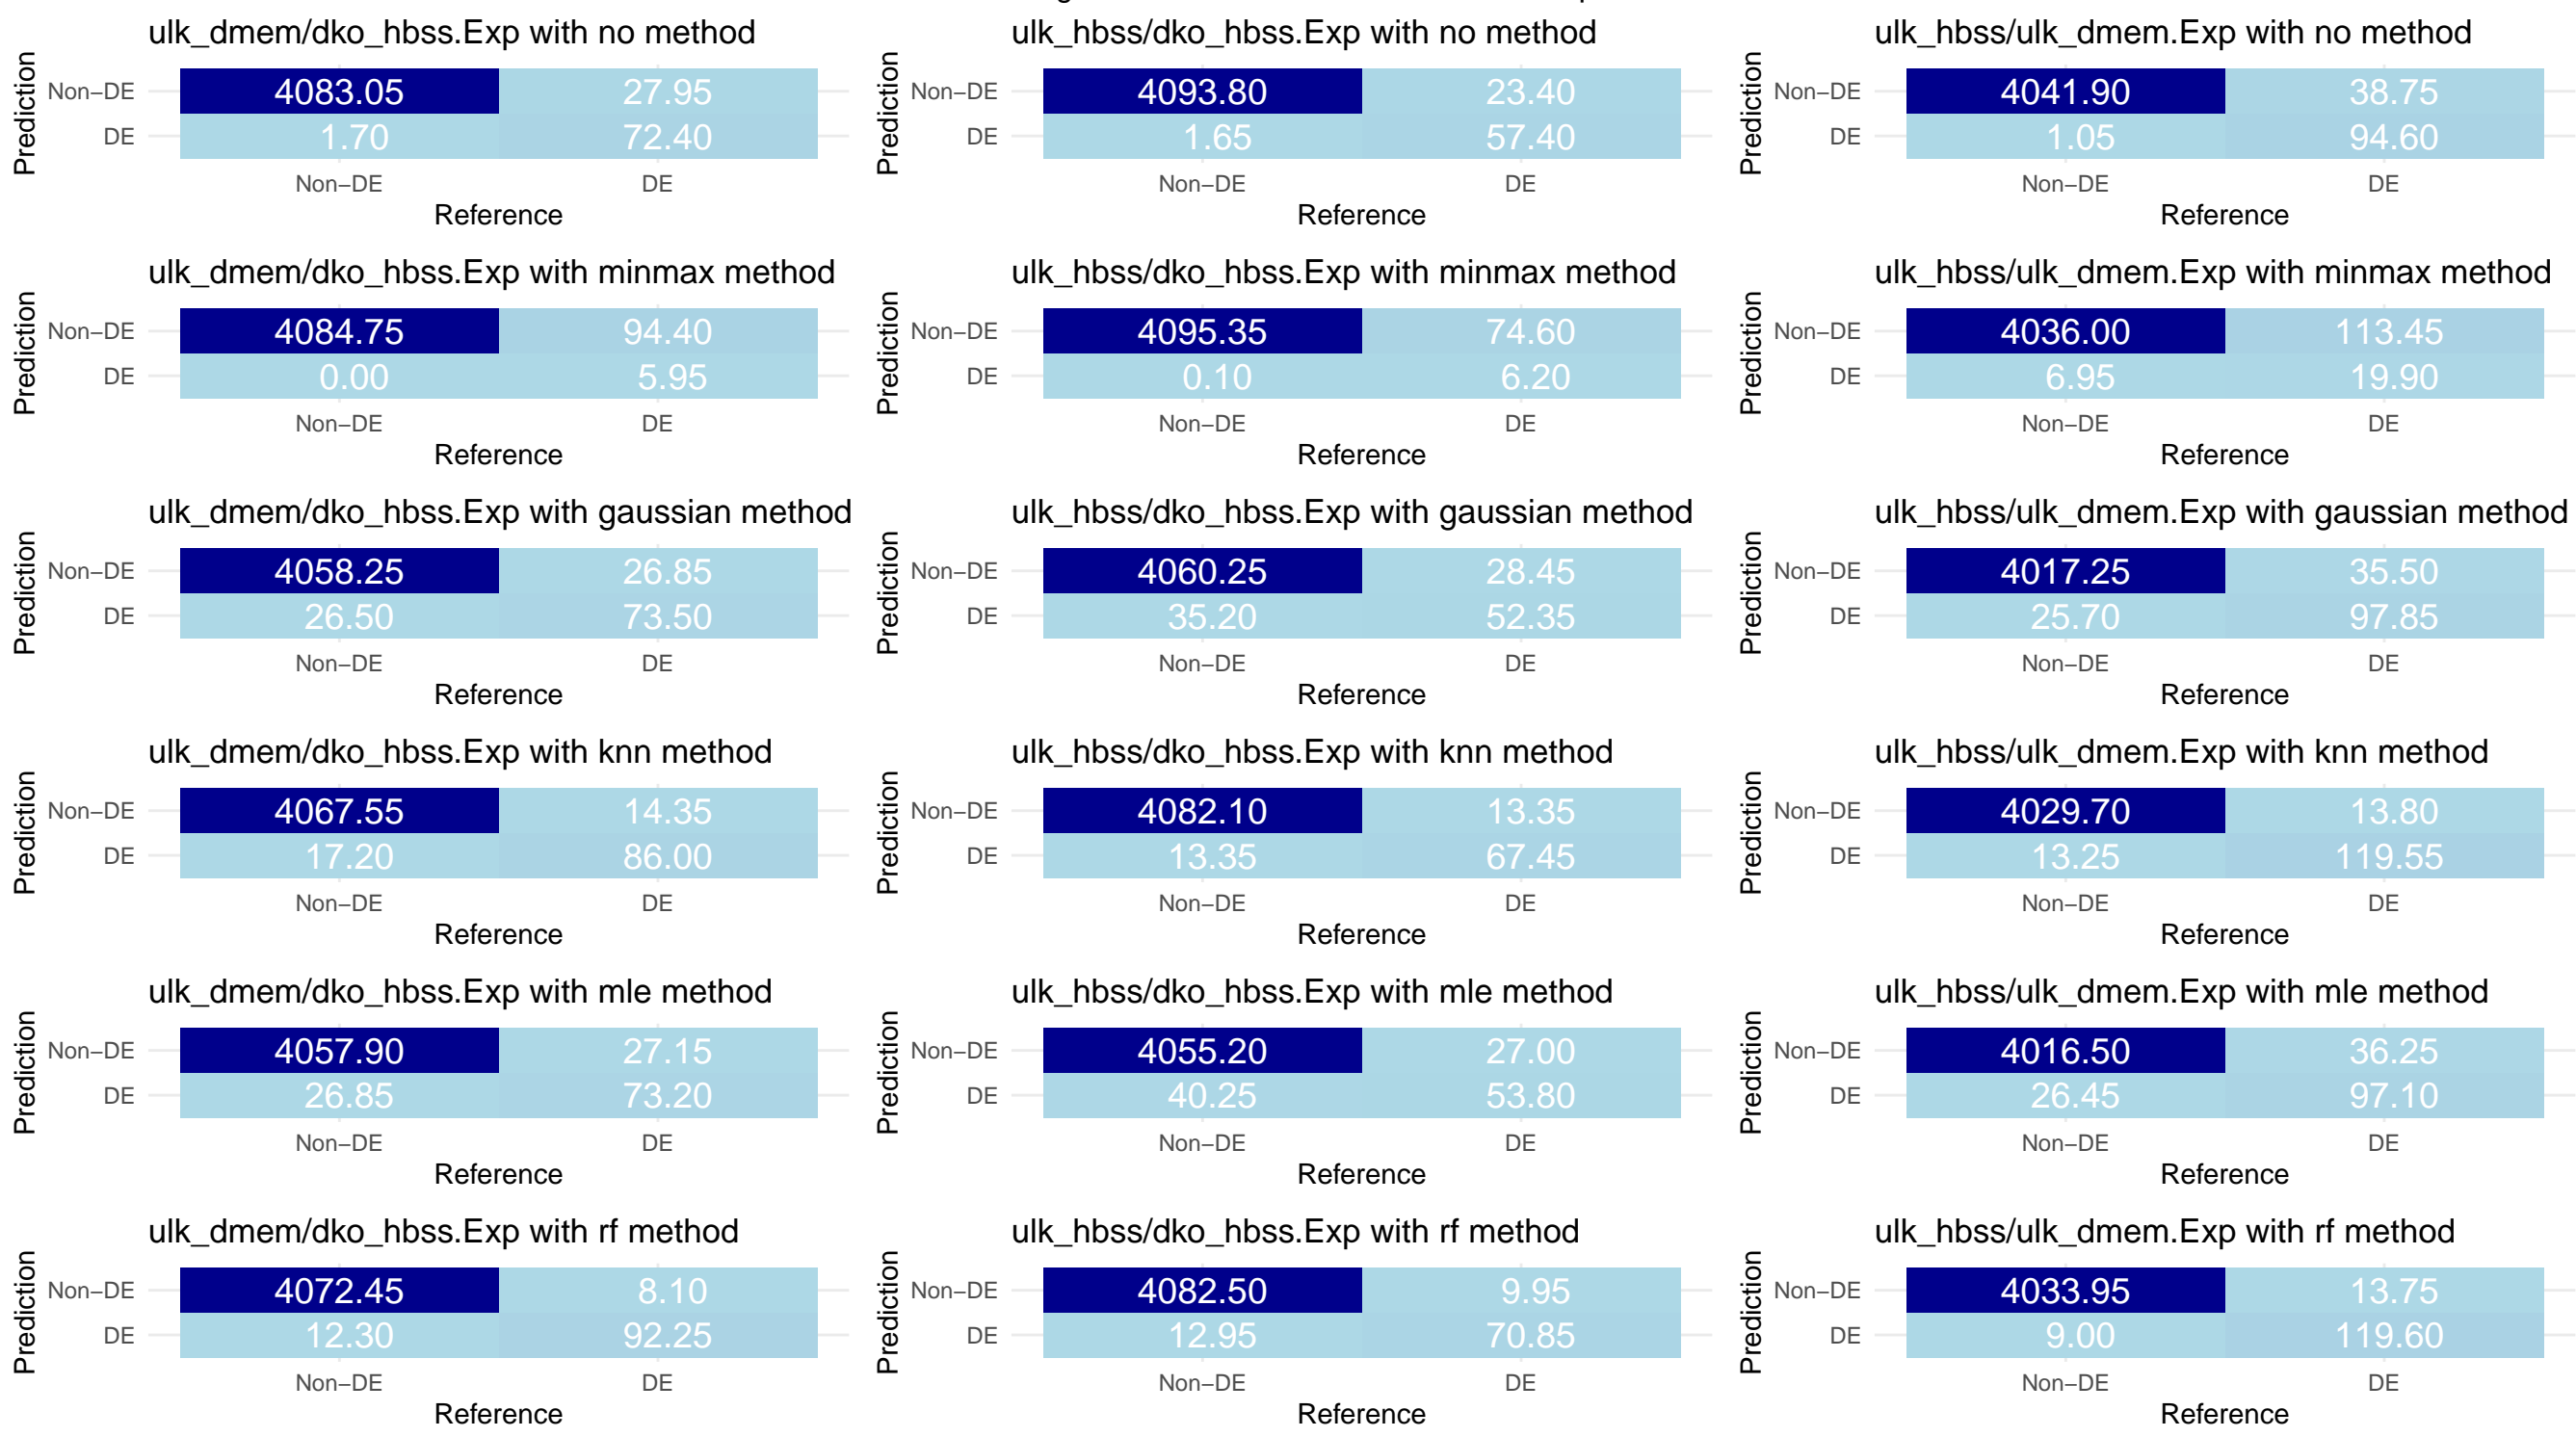 ulk_dmem/dko_hbss.Exp with no method
Prediction
Non−DE 4083.05 27.95
DE 1.70 72.40
Non−DE DE
Reference
ulk_hbss/dko_hbss.Exp with no method
Prediction
Non−DE 4093.80 23.40
DE 1.65 57.40
Non−DE DE
Reference
ulk_hbss/ulk_dmem.Exp with no method
Prediction
Non−DE 4041.90 38.75
DE 1.05 94.60
Non−DE DE
Reference
ulk_dmem/dko_hbss.Exp with minmax method
Prediction
Non−DE 4084.75 94.40
DE 0.00 5.95
Non−DE DE
Reference
ulk_hbss/dko_hbss.Exp with minmax method
Prediction
Non−DE 4095.35 74.60
DE 0.10 6.20
Non−DE DE
Reference
ulk_hbss/ulk_dmem.Exp with minmax method
Prediction
Non−DE 4036.00 113.45
DE 6.95 19.90
Non−DE DE
Reference
ulk_dmem/dko_hbss.Exp with gaussian method
Prediction
Non−DE 4058.25 26.85
DE 26.50 73.50
Non−DE DE
Reference
ulk_hbss/dko_hbss.Exp with gaussian method
Prediction
Non−DE 4060.25 28.45
DE 35.20 52.35
Non−DE DE
Reference
ulk_hbss/ulk_dmem.Exp with gaussian method
Prediction
Non−DE 4017.25 35.50
DE 25.70 97.85
Non−DE DE
Reference
ulk_dmem/dko_hbss.Exp with knn method
Prediction
Non−DE 4067.55 14.35
DE 17.20 86.00
Non−DE DE
Reference
ulk_hbss/dko_hbss.Exp with knn method
Prediction
Non−DE 4082.10 13.35
DE 13.35 67.45
Non−DE DE
Reference
ulk_hbss/ulk_dmem.Exp with knn method
Prediction
Non−DE 4029.70 13.80
DE 13.25 119.55
Non−DE DE
Reference
ulk_dmem/dko_hbss.Exp with mle method
Prediction
Non−DE 4057.90 27.15
DE 26.85 73.20
Non−DE DE
Reference
ulk_hbss/dko_hbss.Exp with mle method
Prediction
Non−DE 4055.20 27.00
DE 40.25 53.80
Non−DE DE
Reference
ulk_hbss/ulk_dmem.Exp with mle method
Prediction
Non−DE 4016.50 36.25
DE 26.45 97.10
Non−DE DE
Reference
ulk_dmem/dko_hbss.Exp with rf method
Prediction
Non−DE 4072.45 8.10
DE 12.30 92.25
Non−DE DE
Reference
ulk_hbss/dko_hbss.Exp with rf method
Prediction
Non−DE 4082.50 9.95
DE 12.95 70.85
Non−DE DE
Reference
ulk_hbss/ulk_dmem.Exp with rf method
Prediction
Non−DE 4033.95 13.75
DE 9.00 119.60
Non−DE DE
Reference